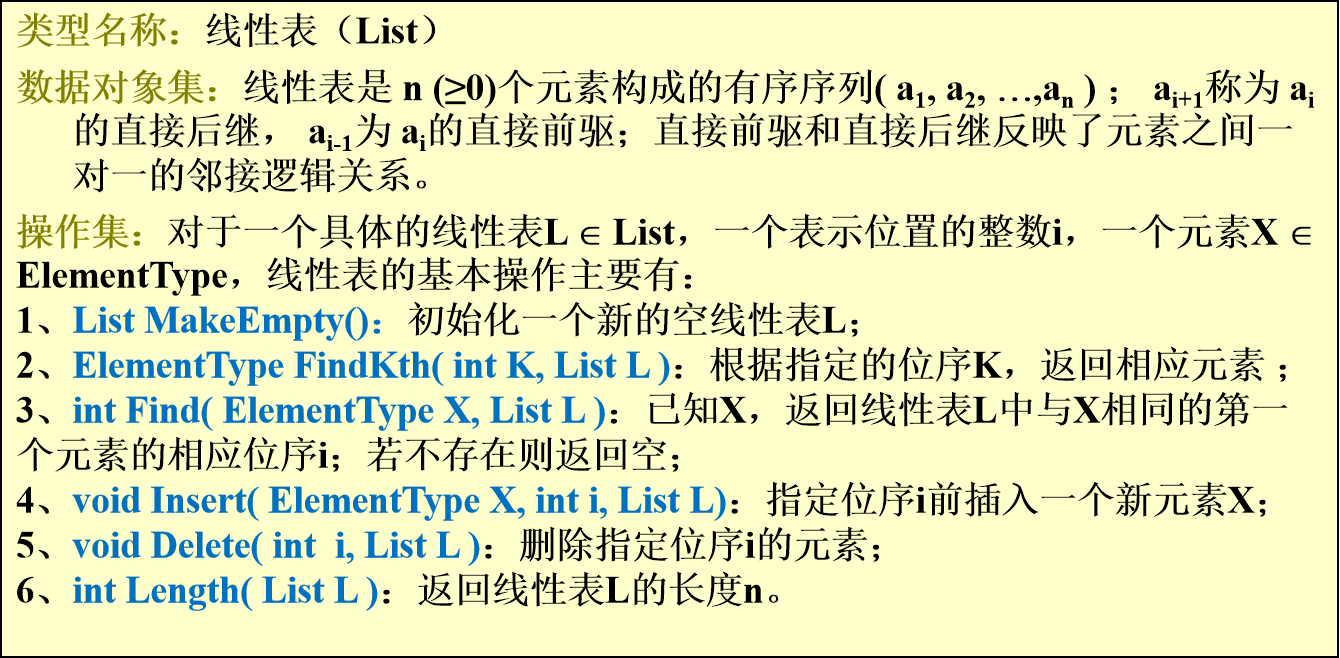 类型名称：线性表（List）
数据对象集：线性表是 n (≥0)个元素构成的有序序列( a1, a2, …,an ) ； ai+1称为 ai
的直接后继， ai-1为 ai的直接前驱；直接前驱和直接后继反映了元素之间一
对一的邻接逻辑关系。
操作集：对于一个具体的线性表L ∈ List，一个表示位置的整数i，一个元素X ∈
ElementType，线性表的基本操作主要有：
1、List MakeEmpty()：初始化一个新的空线性表L；
2、ElementType FindKth( int K, List L )：根据指定的位序K，返回相应元素 ；
3、int Find( ElementType X, List L )：已知X，返回线性表L中与X相同的第一
个元素的相应位序i；若不存在则返回空；
4、void Insert( ElementType X, int i, List L)：指定位序i前插入一个新元素X；
5、void Delete( int i, List L )：删除指定位序i的元素；
6、int Length( List L )：返回线性表L的长度n。